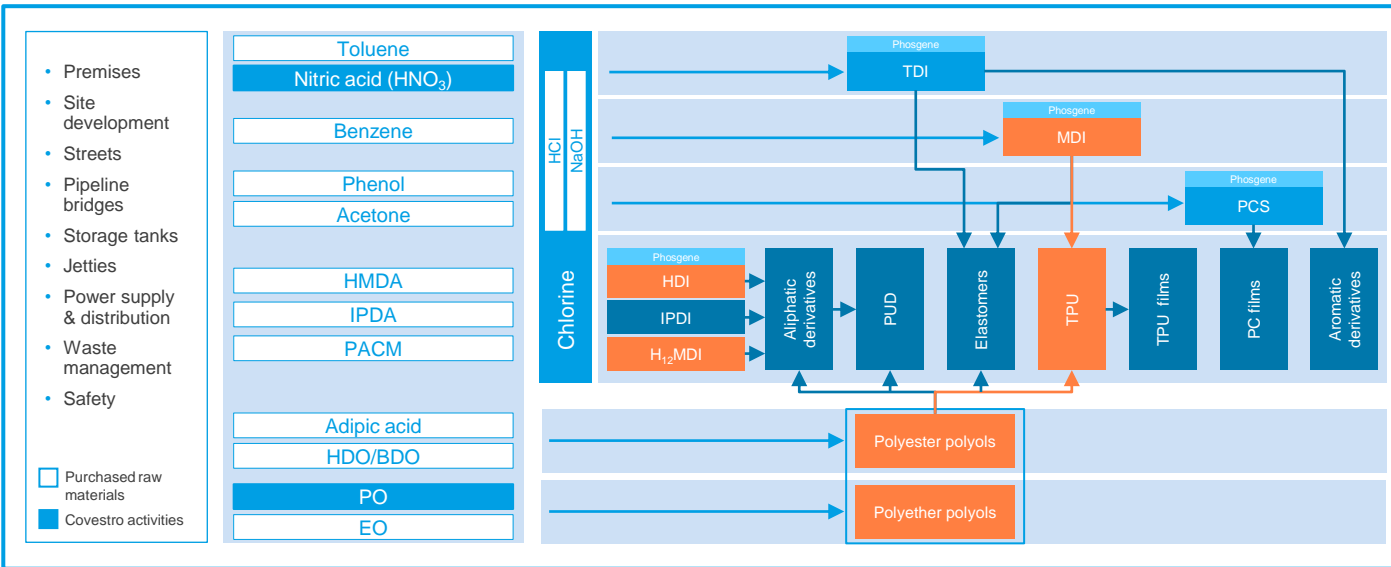 • Premises
• Site
development
• Streets
• Pipeline
bridges
• Storage tanks
• Jetties
• Power supply
& distribution
• Waste
management
• Safety
Purchased raw
materials
Covestro activities
Toluene
Nitric acid (HNO₃)
Benzene
Phenol
Acetone
HMDA
IPDA
PACM
Adipic acid
HDO/BDO
PO
EO
HCl
NaOH
Chlorine
Phosgene
TDI
Phosgene
MDI
Phosgene
PCS
Phosgene
HDI
IPDI
H₁₂MDI
Aliphatic
derivatives
PUD
Elastomers
TPU
TPU films
PC films
Aromatic
derivatives
Polyester polyols
Polyether polyols